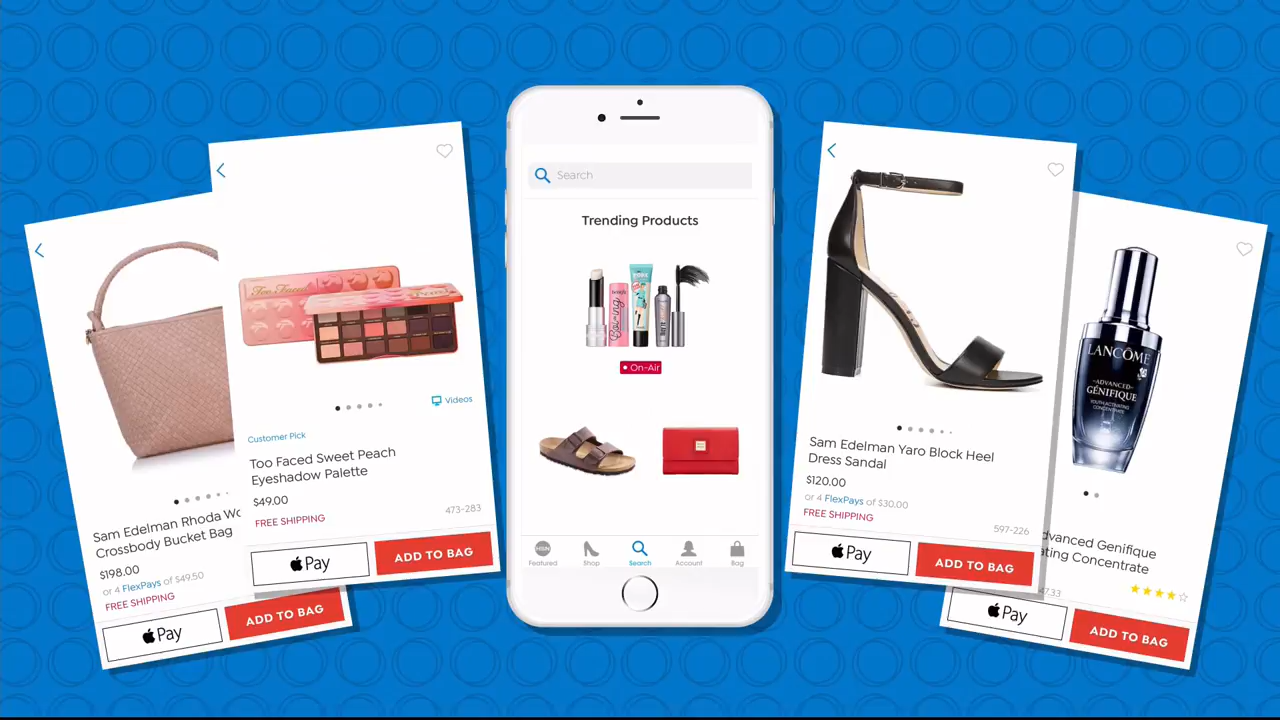 Sam Edelman Rhoda
Crossbody Bucket Bag
$198.00
or 4 FlexPays of $49.50
FREE SHIPPING
Pay
ADD TO BAG
Too Faced
Videos
Customer Pick
Too Faced Sweet Peach
Eyeshadow Palette
$49.00
FREE SHIPPING
473-283
Pay
ADD TO BAG
Search
Trending Products
On-Air
HSN
Featured
Shop
Search
Account
Bag
Sam Edelman Yaro Block Heel
Dress Sandal
$120.00
or 4 FlexPays of $30.00
FREE SHIPPING
597-226
Pay
ADD TO BAG
LANCÔME
ADVANCED
GÉNIFIQUE
YOUTH ACTIVATING
CONCENTRATE
Genifique
Concentrate
Pay
ADD TO BAG